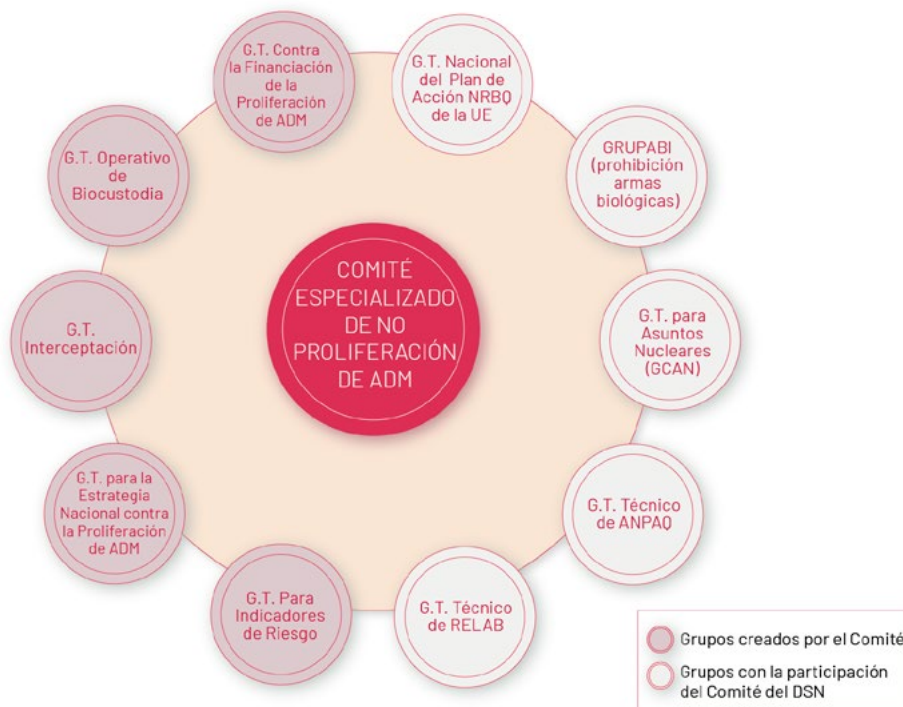 G.T. Contra
la Financiación
de la
Proliferación
de ADM
G.T. Nacional
del Plan de
Acción NRBQ
de la UE
G.T. Operativo
de
Biocustodia
GRUPABI
(prohibición
armas
biológicas)
COMITÉ
ESPECIALIZADO
DE NO
PROLIFERACIÓN
DE ADM
G.T.
Interceptación
G.T. para
Asuntos
Nucleares
(GCAN)
G.T. para la
Estrategia
Nacional contra
la Proliferación
de ADM
G.T. Técnico
de ANPAQ
G.T. Para
Indicadores
de Riesgo
G.T. Técnico
de RELAB
Grupos creados por el Comité
Grupos con la participación
del Comité del DSN